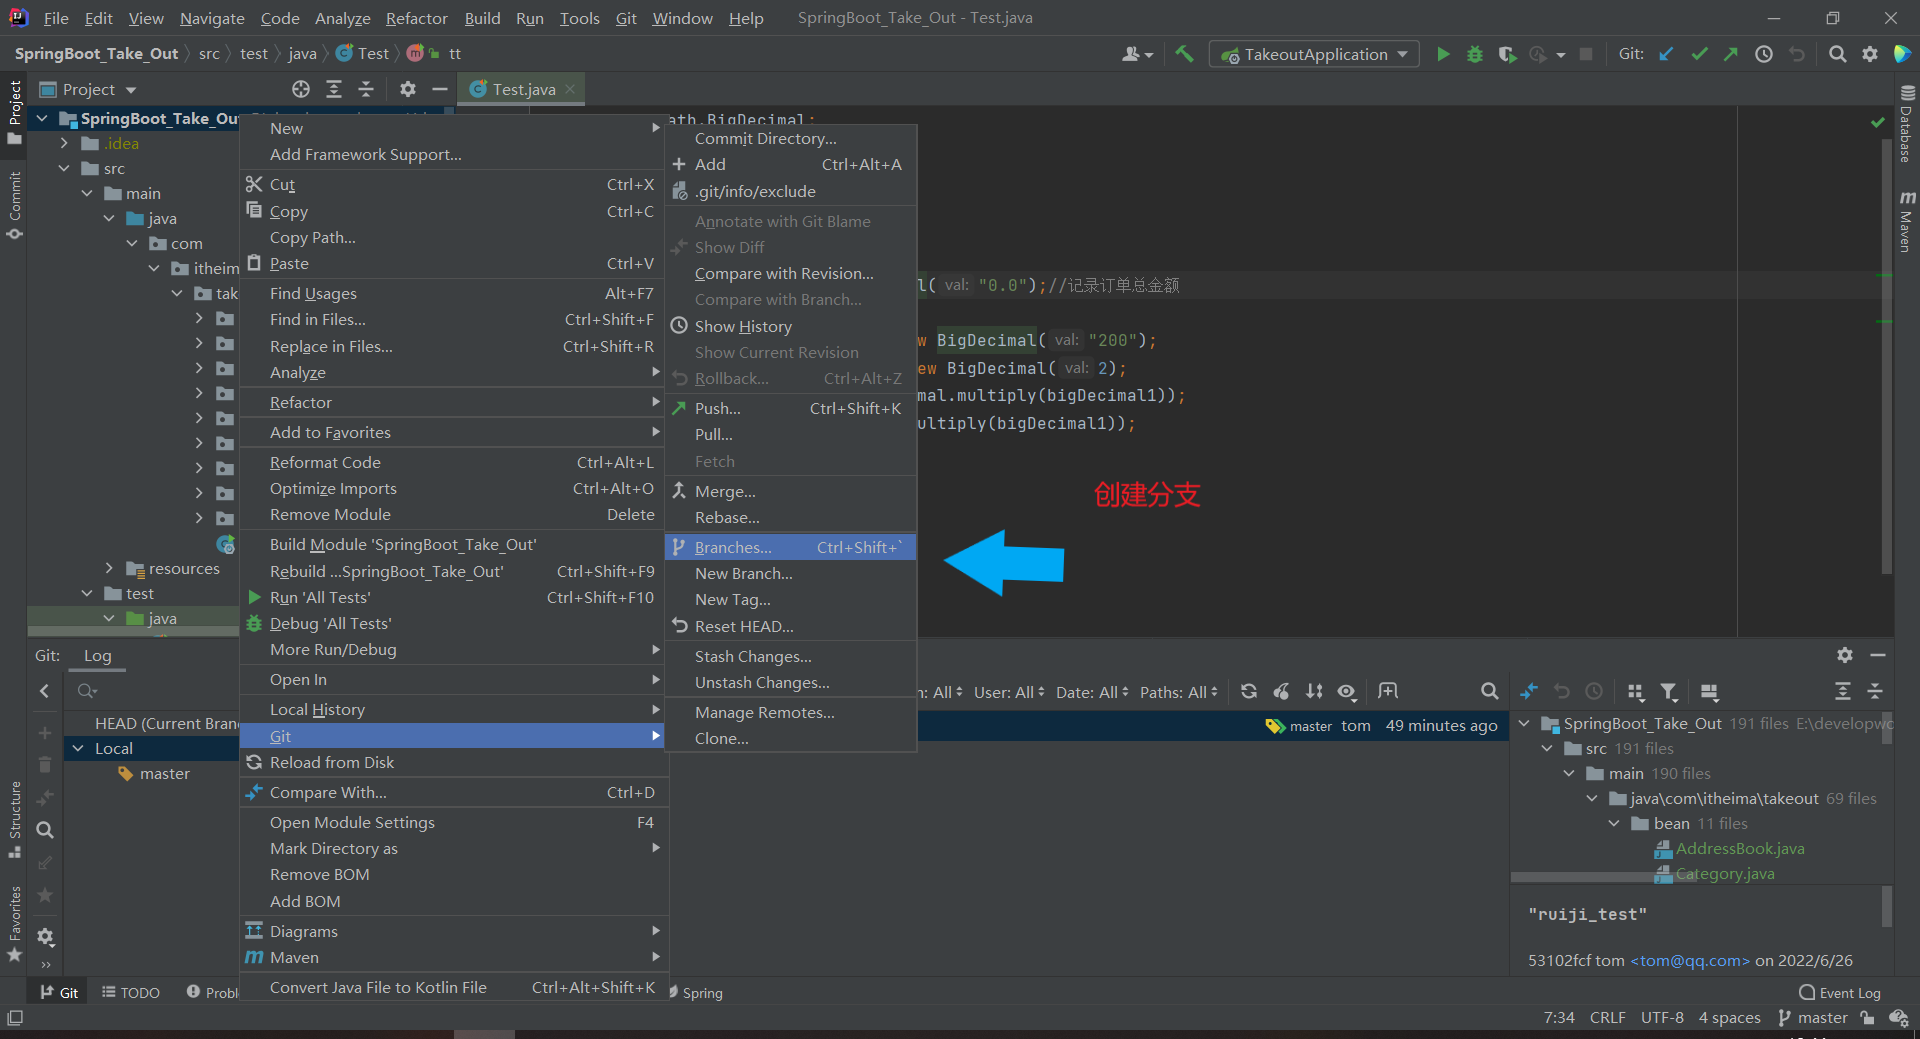 File Edit View Navigate Code Analyze Refactor Build Run Tools Git Window Help SpringBoot_Take_Out - Test.java
SpringBoot_Take_Out src test java Test tt
TakeoutApplication Git:
Project
Test.java
SpringBoot_Take_Ou
.idea
src
main
java
com
itheim
tak
resources
test
java
Project
Commit
Structure
Favorites
Database
Maven
New
Add Framework Support...
Cut Ctrl+X
Copy Ctrl+C
Copy Path...
Paste Ctrl+V
Find Usages Alt+F7
Find in Files... Ctrl+Shift+F
Replace in Files... Ctrl+Shift+R
Analyze
Refactor
Add to Favorites
Reformat Code Ctrl+Alt+L
Optimize Imports Ctrl+Alt+O
Remove Module Delete
Build Module 'SpringBoot_Take_Out'
Rebuild ...SpringBoot_Take_Out' Ctrl+Shift+F9
Run 'All Tests' Ctrl+Shift+F10
Debug 'All Tests'
More Run/Debug
Open In
Local History
Git
Reload from Disk
Compare With... Ctrl+D
Open Module Settings F4
Mark Directory as
Remove BOM
Add BOM
Diagrams
Maven
Convert Java File to Kotlin File Ctrl+Alt+Shift+K
Commit Directory...
Add Ctrl+Alt+A
.git/info/exclude
Annotate with Git Blame
Show Diff
Compare with Revision...
Compare with Branch...
Show History
Show Current Revision
Rollback... Ctrl+Alt+Z
Push... Ctrl+Shift+K
Pull...
Fetch
Merge...
Rebase...
Branches... Ctrl+Shift+`
New Branch...
New Tag...
Reset HEAD...
Stash Changes...
Unstash Changes...
Manage Remotes...
Clone...
ath.BigDecimal;
l( val: "0.0");//记录订单总金额
w BigDecimal( val: "200");
ew BigDecimal( val: 2);
mal.multiply(bigDecimal1));
ultiply(bigDecimal1));
创建分支
Git: Log
HEAD (Current Bran
Local
master
: All User: All Date: All Paths: All
master tom 49 minutes ago
SpringBoot_Take_Out 191 files E:\developwo
src 191 files
main 190 files
java\com\itheima\takeout 69 files
bean 11 files
AddressBook.java
Category.java
"ruiji_test"
53102fcf tom <tom@qq.com> on 2022/6/26
Git TODO Probl Spring Event Log
7:34 CRLF UTF-8 4 spaces master